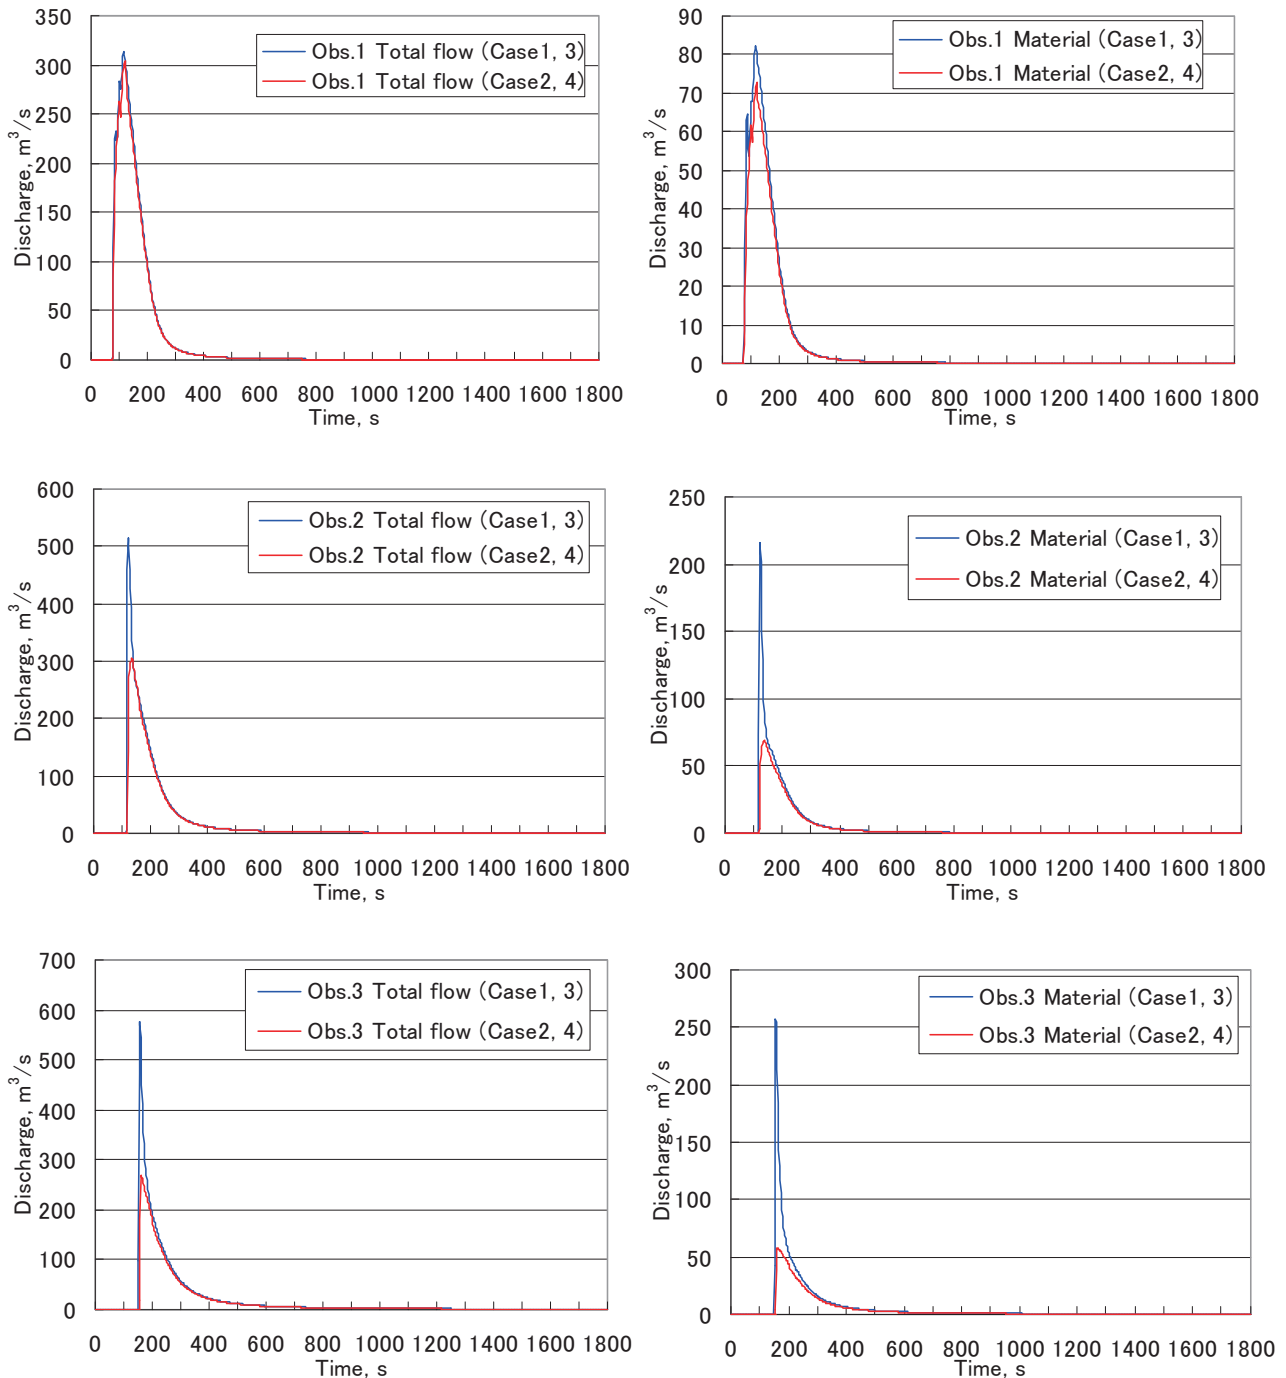 350
300
250
200
150
100
50
0
Discharge, m³/s
Obs.1 Total flow (Case1, 3)
Obs.1 Total flow (Case2, 4)
0 200 400 600 800 1000 1200 1400 1600 1800
Time, s
90
80
70
60
50
40
30
20
10
0
Discharge, m³/s
Obs.1 Material (Case1, 3)
Obs.1 Material (Case2, 4)
0 200 400 600 800 1000 1200 1400 1600 1800
Time, s
600
500
400
300
200
100
0
Discharge, m³/s
Obs.2 Total flow (Case1, 3)
Obs.2 Total flow (Case2, 4)
0 200 400 600 800 1000 1200 1400 1600 1800
Time, s
250
200
150
100
50
0
Discharge, m³/s
Obs.2 Material (Case1, 3)
Obs.2 Material (Case2, 4)
0 200 400 600 800 1000 1200 1400 1600 1800
Time, s
700
600
500
400
300
200
100
0
Discharge, m³/s
Obs.3 Total flow (Case1, 3)
Obs.3 Total flow (Case2, 4)
0 200 400 600 800 1000 1200 1400 1600 1800
Time, s
300
250
200
150
100
50
0
Discharge, m³/s
Obs.3 Material (Case1, 3)
Obs.3 Material (Case2, 4)
0 200 400 600 800 1000 1200 1400 1600 1800
Time, s